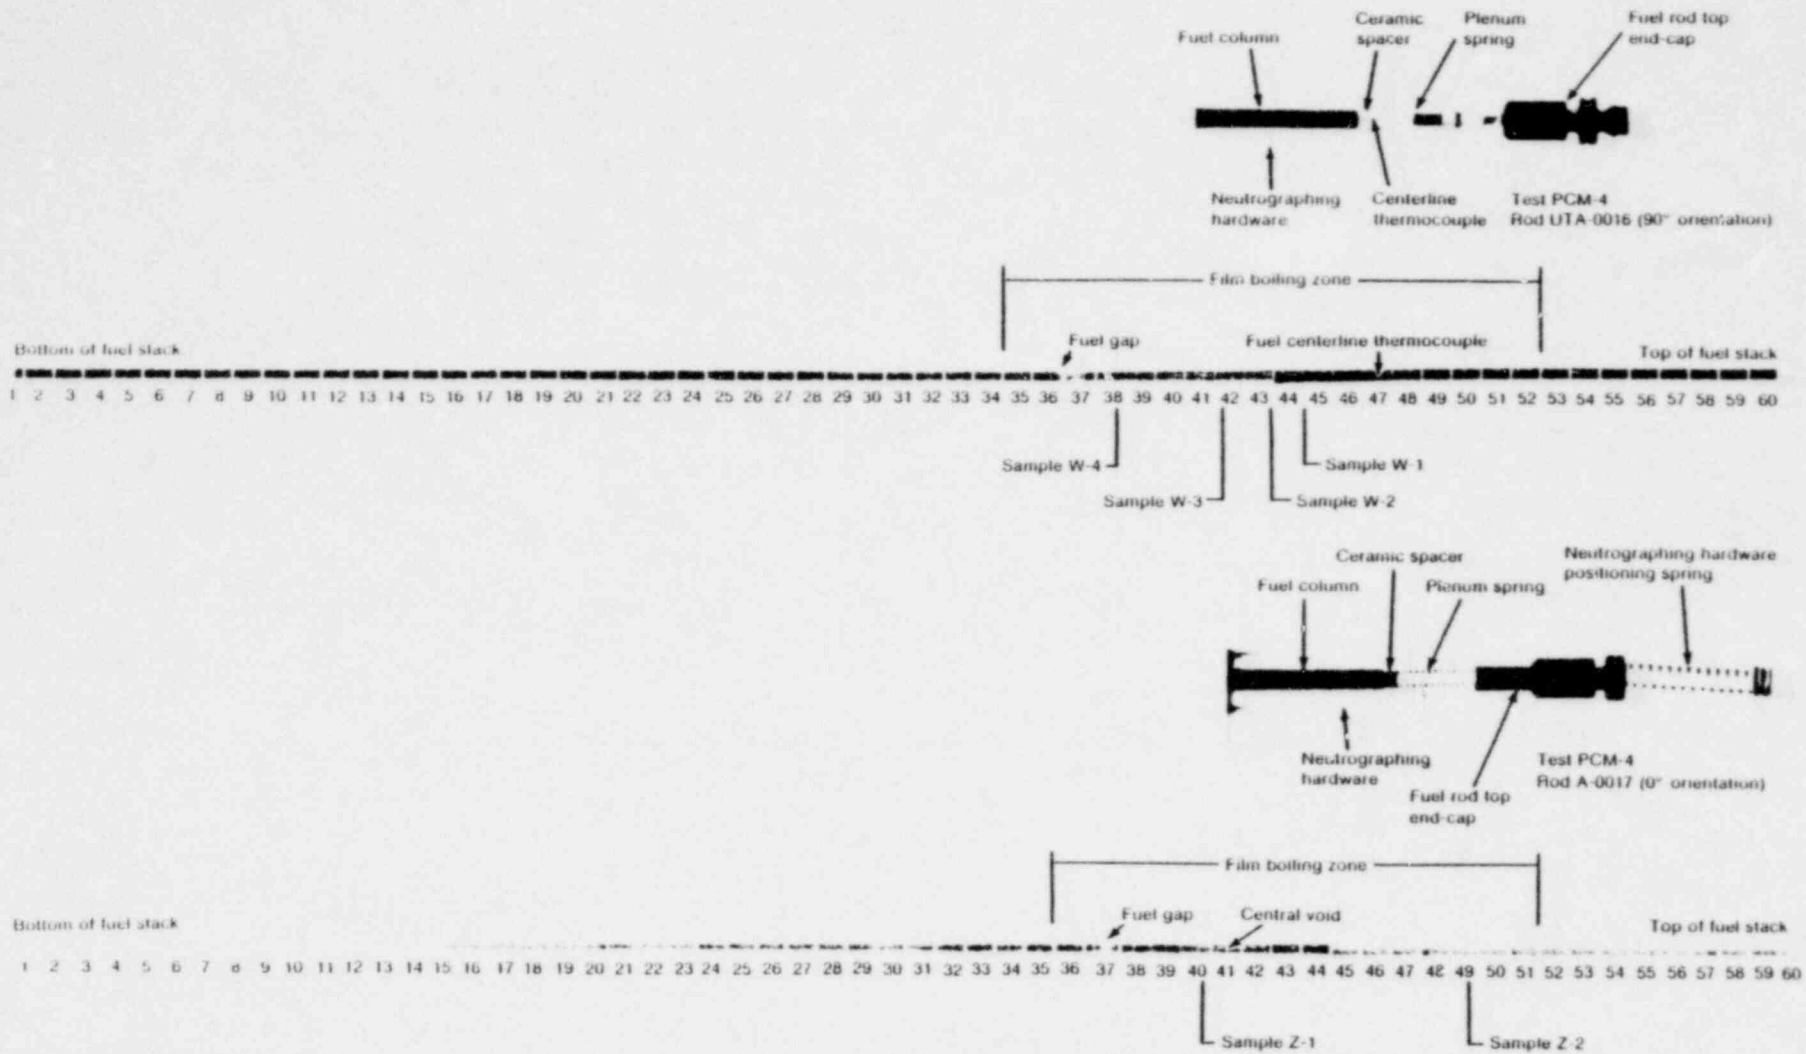 Fuel column
Ceramic
spacer
Plenum
spring
Fuel rod top
end-cap
Neutrographing
hardware
Centerline
thermocouple
Test PCM-4
Rod UTA-0016 (90° orientation)
Film boiling zone
Bottom of fuel stack
Fuel gap
Fuel centerline thermocouple
Top of fuel stack
1 2 3 4 5 6 7 8 9 10 11 12 13 14 15 16 17 18 19 20 21 22 23 24 25 26 27 28 29 30 31 32 33 34 35 36 37 38 39 40 41 42 43 44 45 46 47 48 49 50 51 52 53 54 55 56 57 58 59 60
Sample W-4
Sample W-1
Sample W-3
Sample W-2
Ceramic spacer
Neutrographing hardware
positioning spring
Fuel column
Plenum spring
Neutrographing
hardware
Test PCM-4
Rod A-0017 (0° orientation)
Fuel rod top
end-cap
Film boiling zone
Bottom of fuel stack
Fuel gap
Central void
Top of fuel stack
1 2 3 4 5 6 7 8 9 10 11 12 13 14 15 16 17 18 19 20 21 22 23 24 25 26 27 28 29 30 31 32 33 34 35 36 37 38 39 40 41 42 43 44 45 46 47 48 49 50 51 52 53 54 55 56 57 58 59 60
Sample Z-1
Sample Z-2